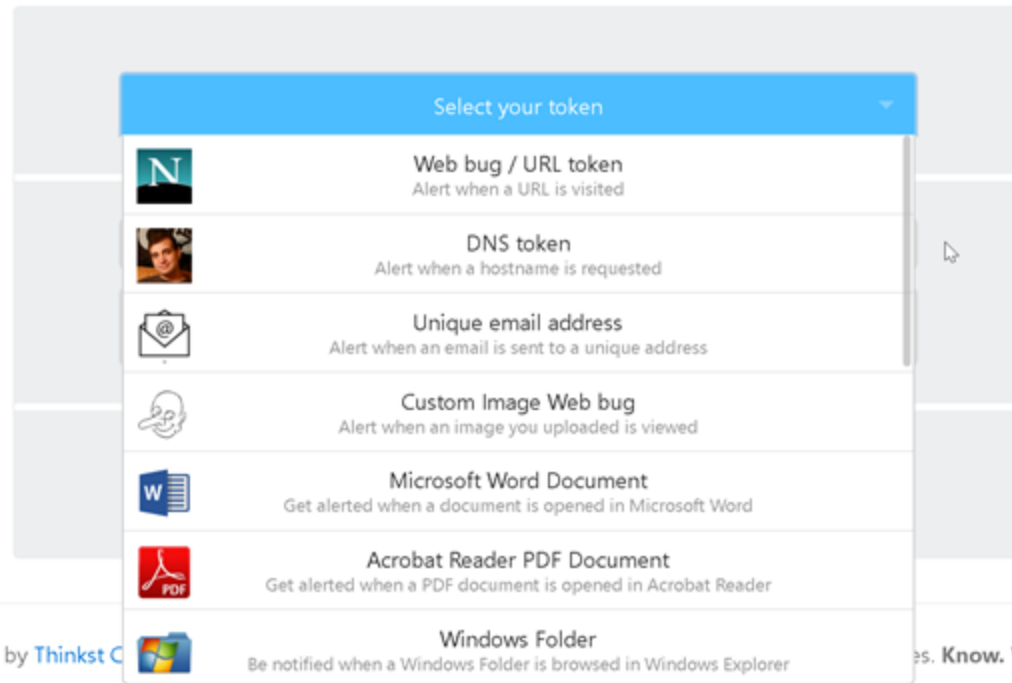 Select your token
N
Web bug / URL token
Alert when a URL is visited
DNS token
Alert when a hostname is requested
@
Unique email address
Alert when an email is sent to a unique address
Custom Image Web bug
Alert when an image you uploaded is viewed
W
Microsoft Word Document
Get alerted when a document is opened in Microsoft Word
PDF
Acrobat Reader PDF Document
Get alerted when a PDF document is opened in Acrobat Reader
Windows Folder
Be notified when a Windows Folder is browsed in Windows Explorer
by Thinkst C
es. Know.